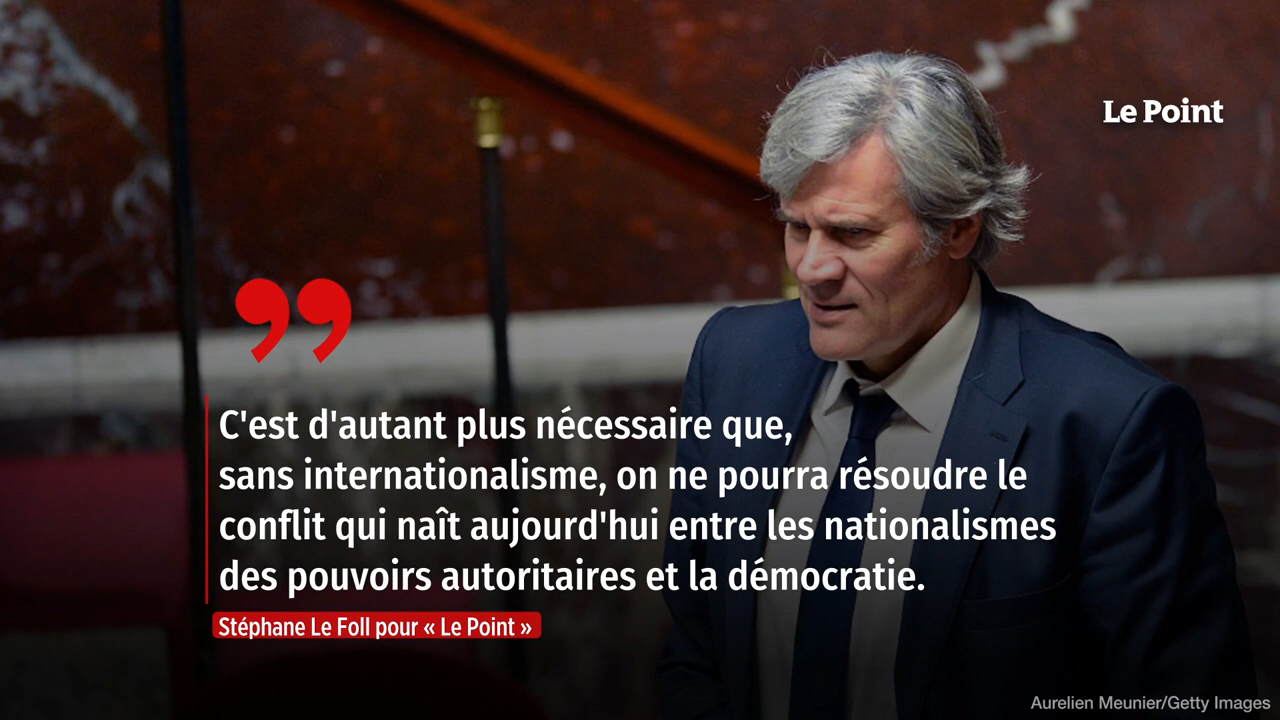 Le Point
C'est d'autant plus nécessaire que,
sans internationalisme, on ne pourra résoudre le
conflit qui naît aujourd'hui entre les nationalismes
des pouvoirs autoritaires et la démocratie.
Stéphane Le Foll pour « Le Point »
Aurelien Meunier/Getty Images